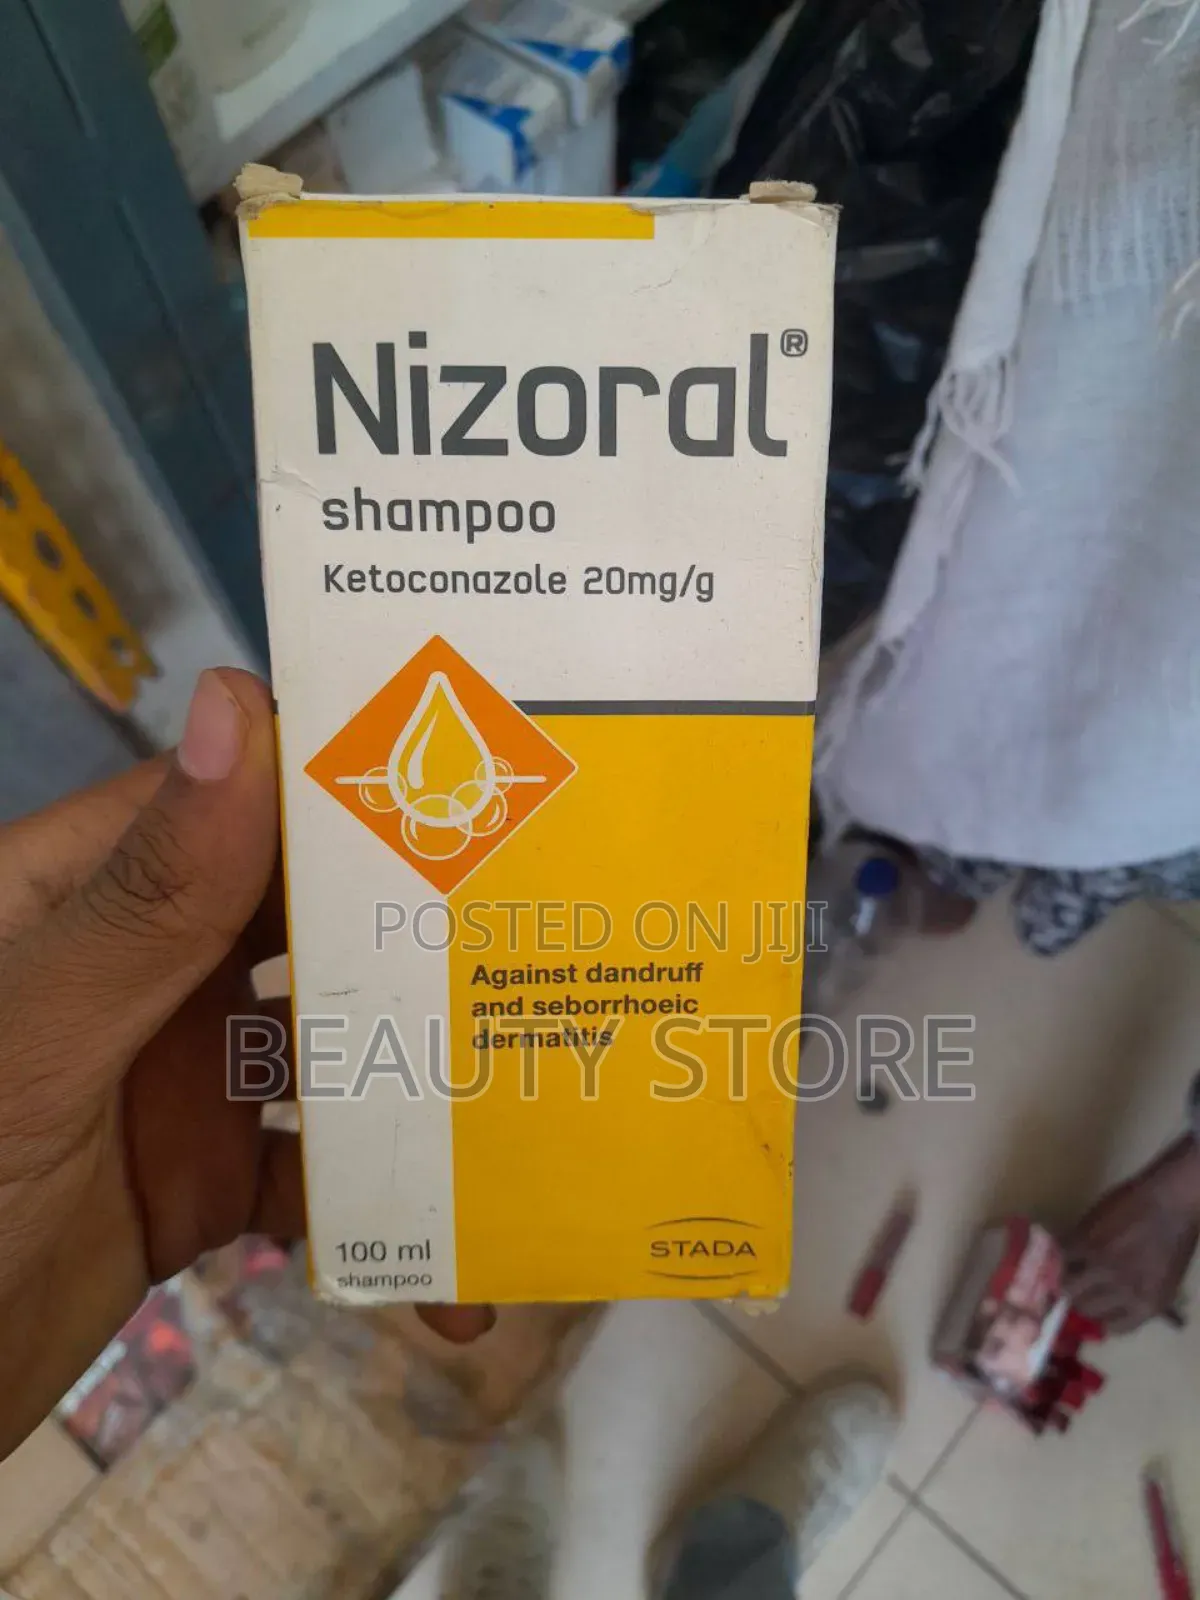 Nizoral®
shampoo
Ketoconazole 20mg/g
POSTED ON JIJI
Against dandruff
and seborrhoeic
dermatitis
BEAUTY STORE
100 ml
shampoo
STADA